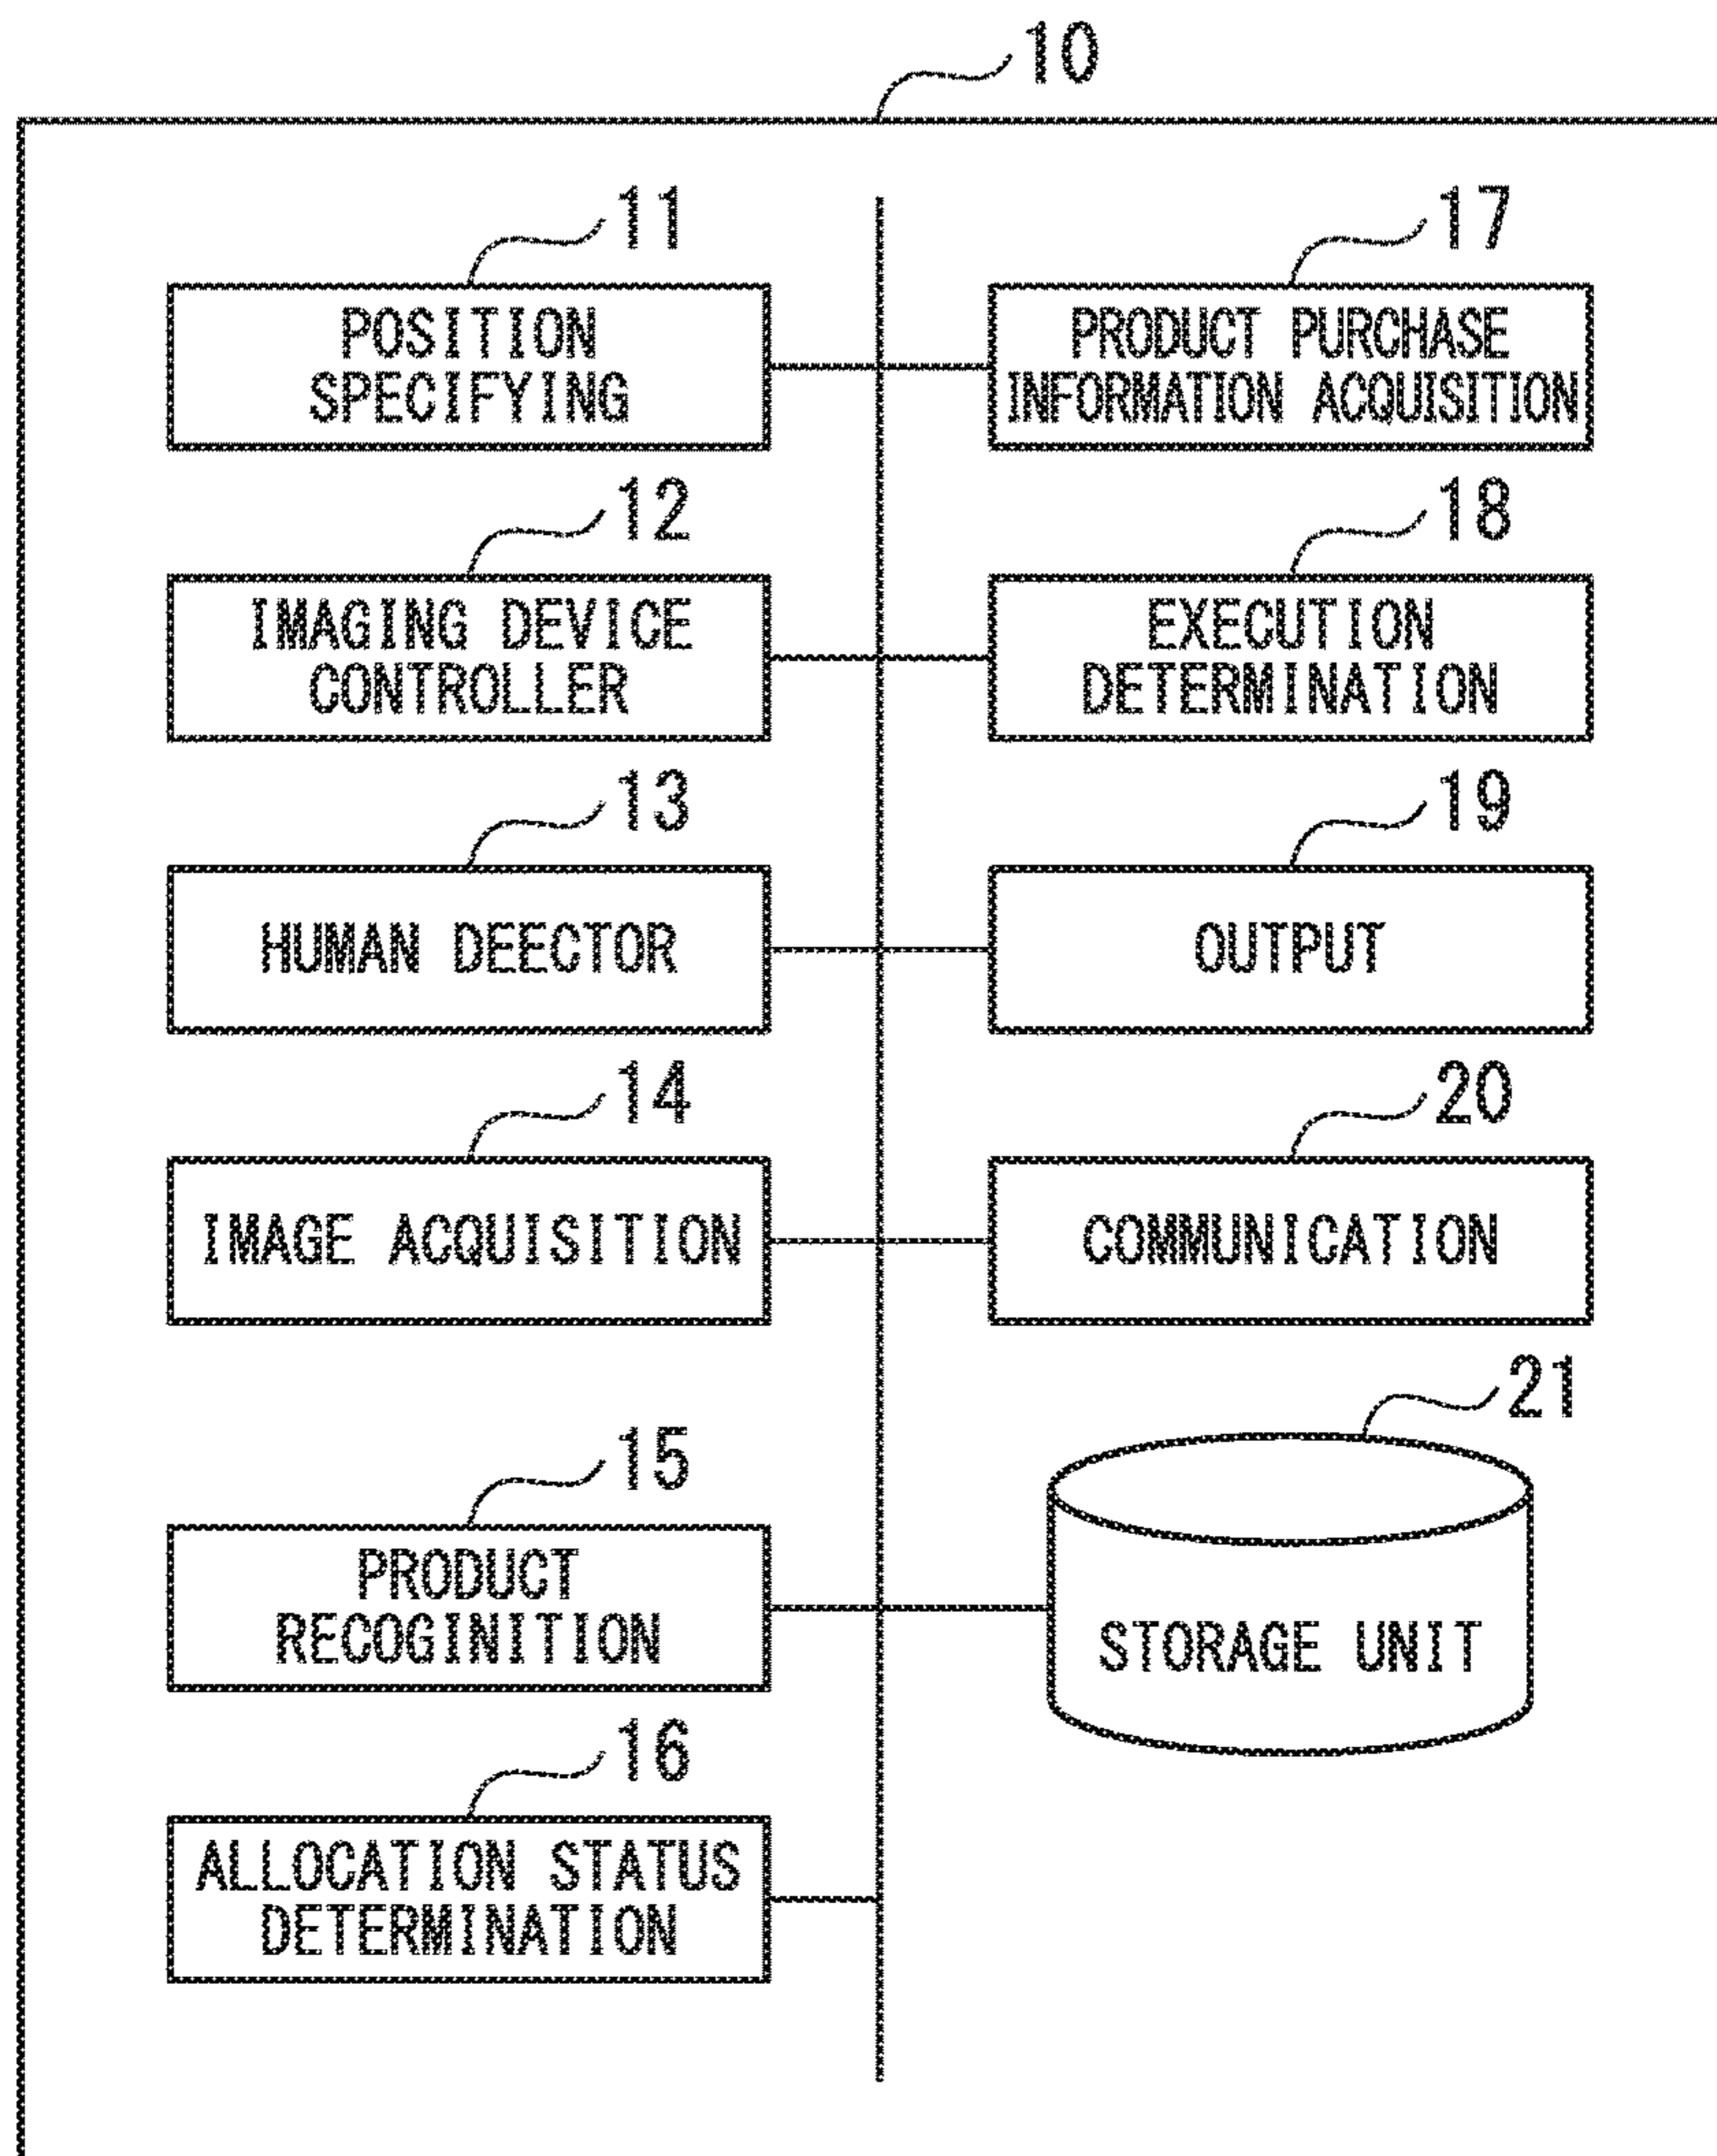 10
11
POSITION
SPECIFYING
12
IMAGING DEVICE
CONTROLLER
13
HUMAN DEECTOR
14
IMAGE ACQUISITION
15
PRODUCT
RECOGINITION
16
ALLOCATION STATUS
DETERMINATION
17
PRODUCT PURCHASE
INFORMATION ACQUISITION
18
EXECUTION
DETERMINATION
19
OUTPUT
20
COMMUNICATION
21
STORAGE UNIT